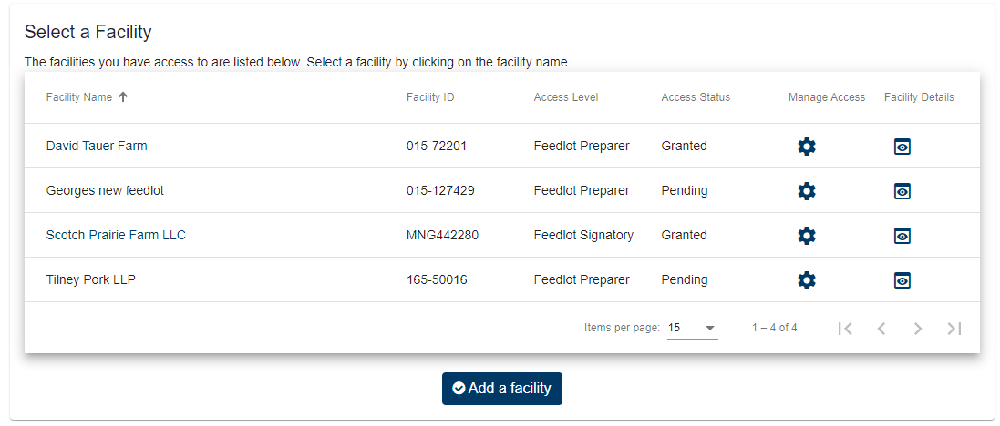 Select a Facility
The facilities you have access to are listed below. Select a facility by clicking on the facility name.
Facility Name Facility ID Access Level Access Status Manage Access Facility Details
David Tauer Farm 015-72201 Feedlot Preparer Granted
Georges new feedlot 015-127429 Feedlot Preparer Pending
Scotch Prairie Farm LLC MNG442280 Feedlot Signatory Granted
Tilney Pork LLP 165-50016 Feedlot Preparer Pending
Items per page: 15 1 – 4 of 4
Add a facility